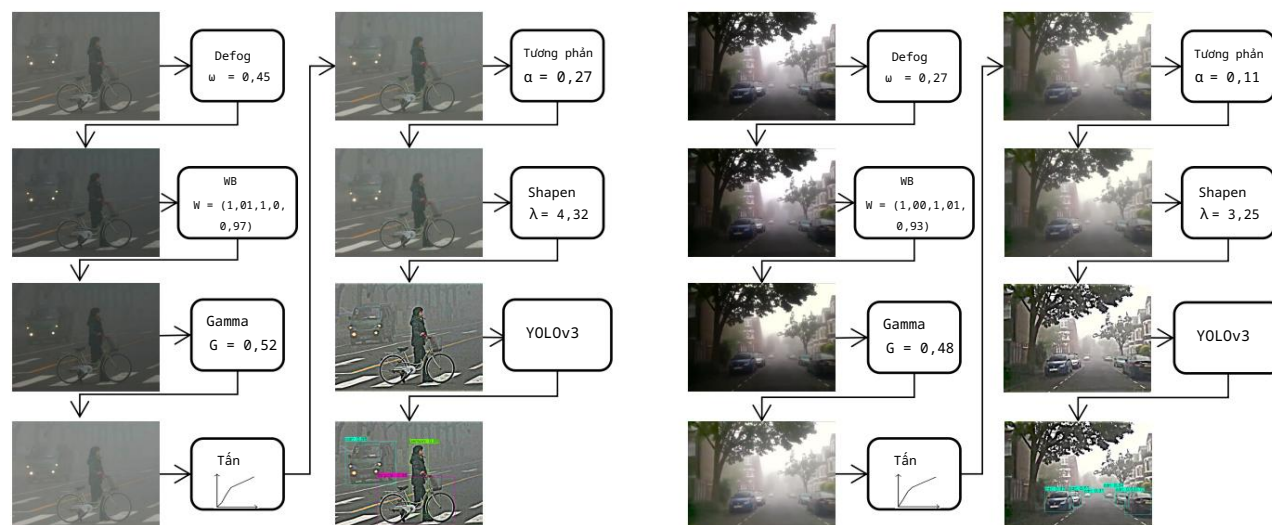 Defog
ω = 0,45
WB
W = (1,01,1,0,
0,97)
Gamma
G = 0,52
Tấn
Tương phản
α = 0,27
Shapen
λ = 4,32
YOLOv3
Defog
ω = 0,27
WB
W = (1,00,1,01,
0,93)
Gamma
G = 0,48
Tấn
Tương phản
α = 0,11
Shapen
λ = 3,25
YOLOv3